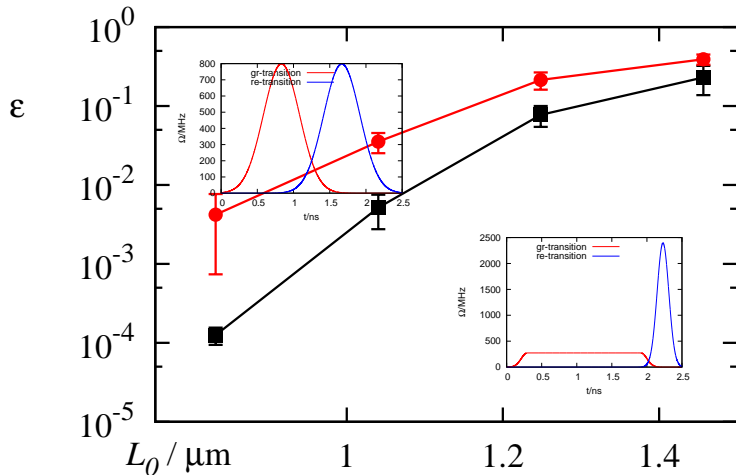 10^0
ε
10^-1
10^-2
10^-3
10^-4
10^-5
L_0 / μm
1
1.2
1.4
800
700
600
500
400
300
200
100
0
Ω/MHz
gr-transition
re-transition
0 0.5 1 1.5 2 2.5
t/ns
2500
2000
1500
1000
500
0
Ω/MHz
gr-transition
re-transition
0 0.5 1 1.5 2 2.5
t/ns